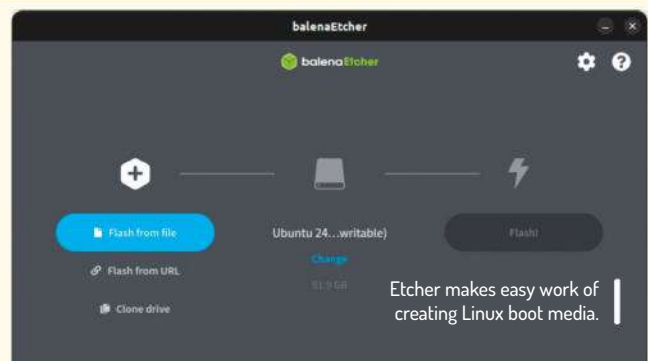 balenaEtcher
balenaEtcher
Flash from file
Ubuntu 24...writable)
Flash!
Change
Flash from URL
Clone drive
Etcher makes easy work of
creating Linux boot media.